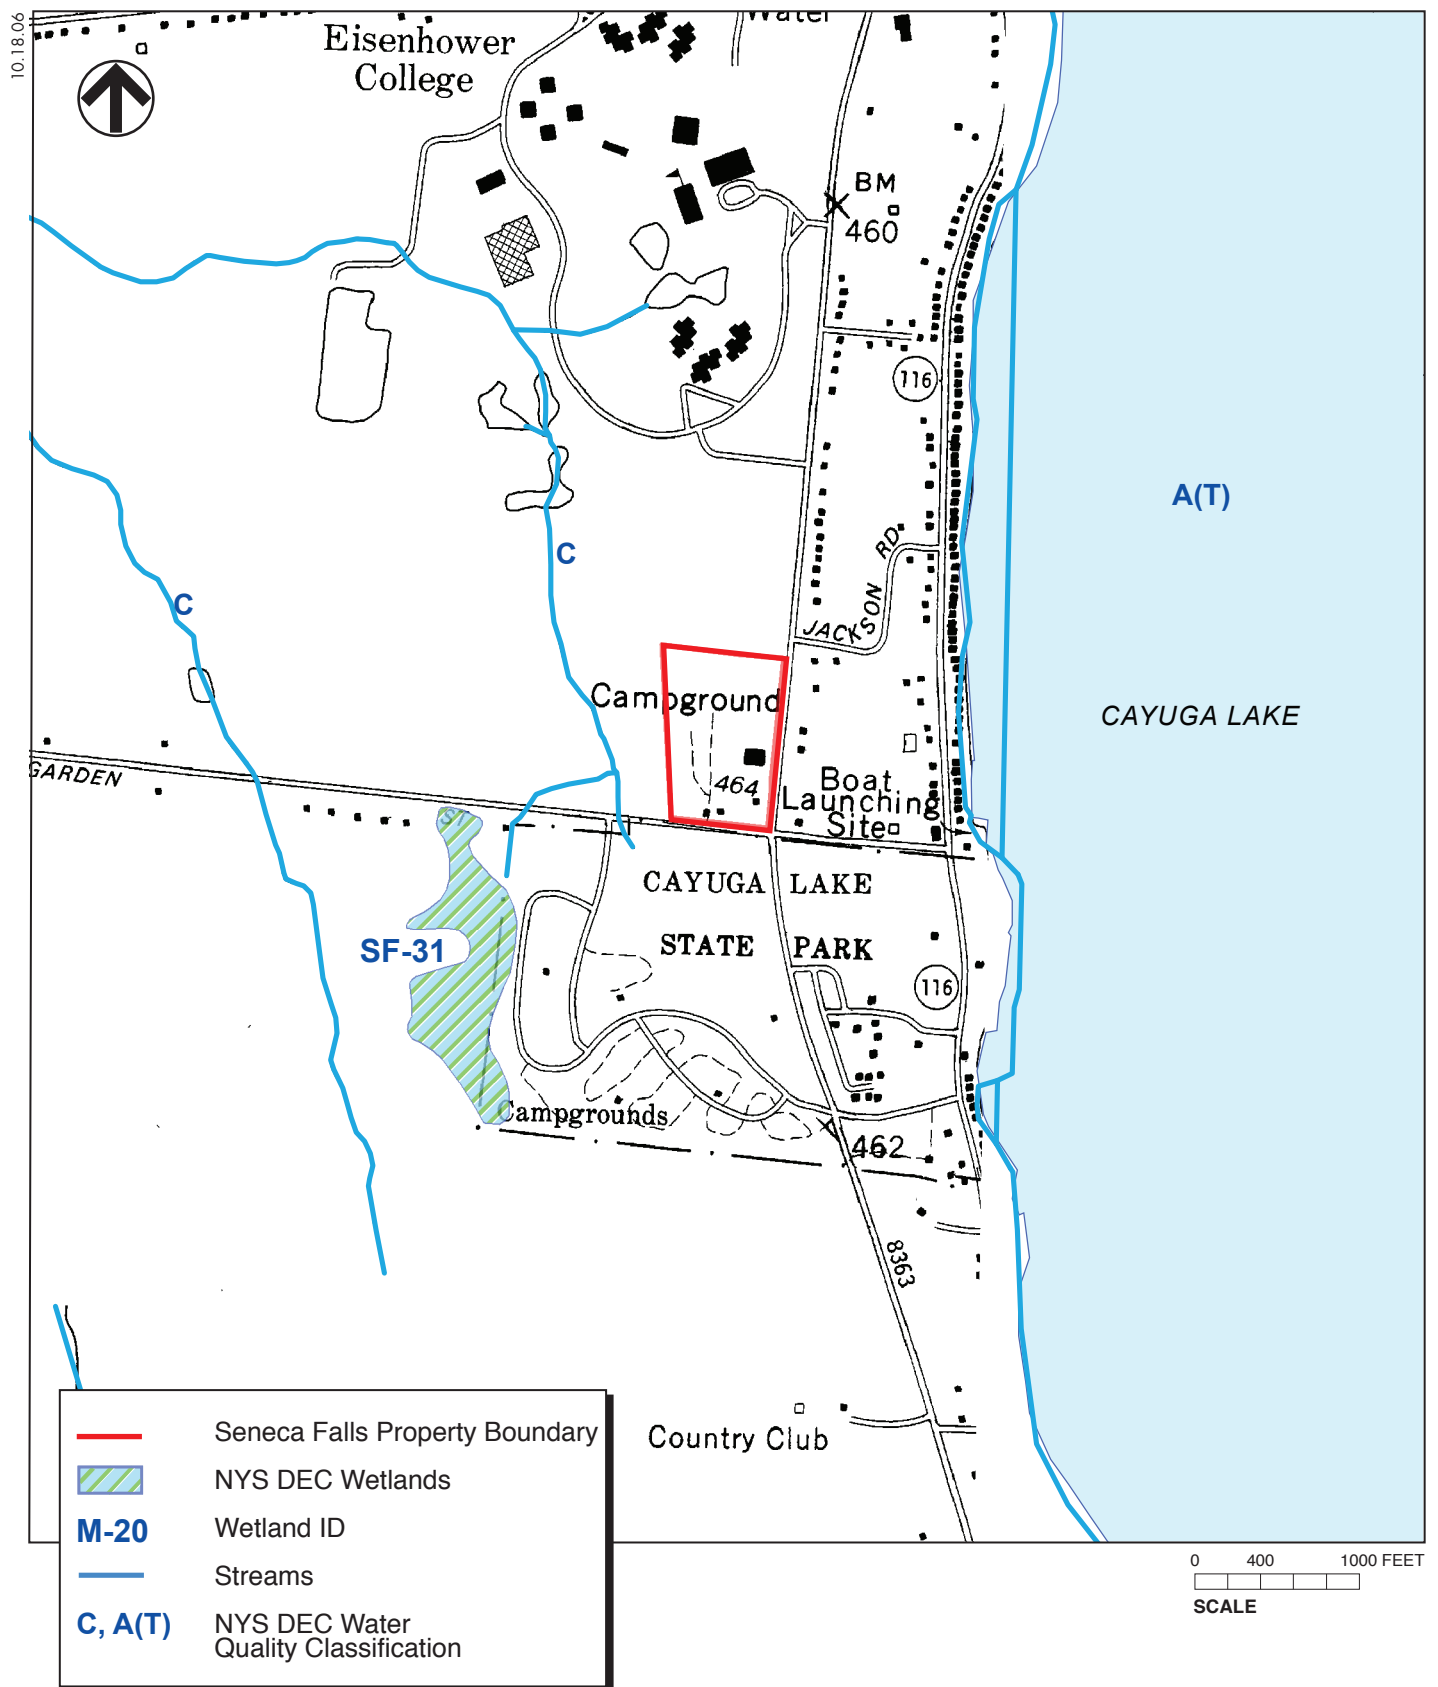 10.18.06
Water
Eisenhower
College
BM
460
116
A(T)
RD
C
C
JACKSON
Campground
CAYUGA LAKE
GARDEN
464
Boat
Launching
Site
ST
CAYUGA LAKE
STATE PARK
SF-31
116
Campgrounds
462
8363
Country Club
Seneca Falls Property Boundary
NYS DEC Wetlands
M-20 Wetland ID
Streams
C, A(T) NYS DEC Water
Quality Classification
0 400 1000 FEET
SCALE